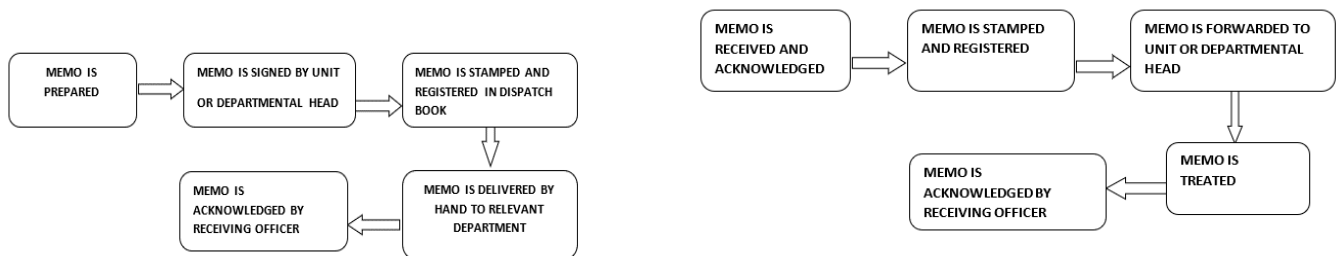 MEMO IS
PREPARED
MEMO IS SIGNED BY UNIT
OR DEPARTMENTAL HEAD
MEMO IS STAMPED AND
REGISTERED IN DISPATCH
BOOK
MEMO IS DELIVERED BY
HAND TO RELEVANT
DEPARTMENT
MEMO IS
ACKNOWLEDGED BY
RECEIVING OFFICER
MEMO IS
RECEIVED AND
ACKNOWLEDGED
MEMO IS STAMPED
AND REGISTERED
MEMO IS FORWARDED TO
UNIT OR DEPARTMENTAL
HEAD
MEMO IS
TREATED
MEMO IS
ACKNOWLEDGED BY
RECEIVING OFFICER